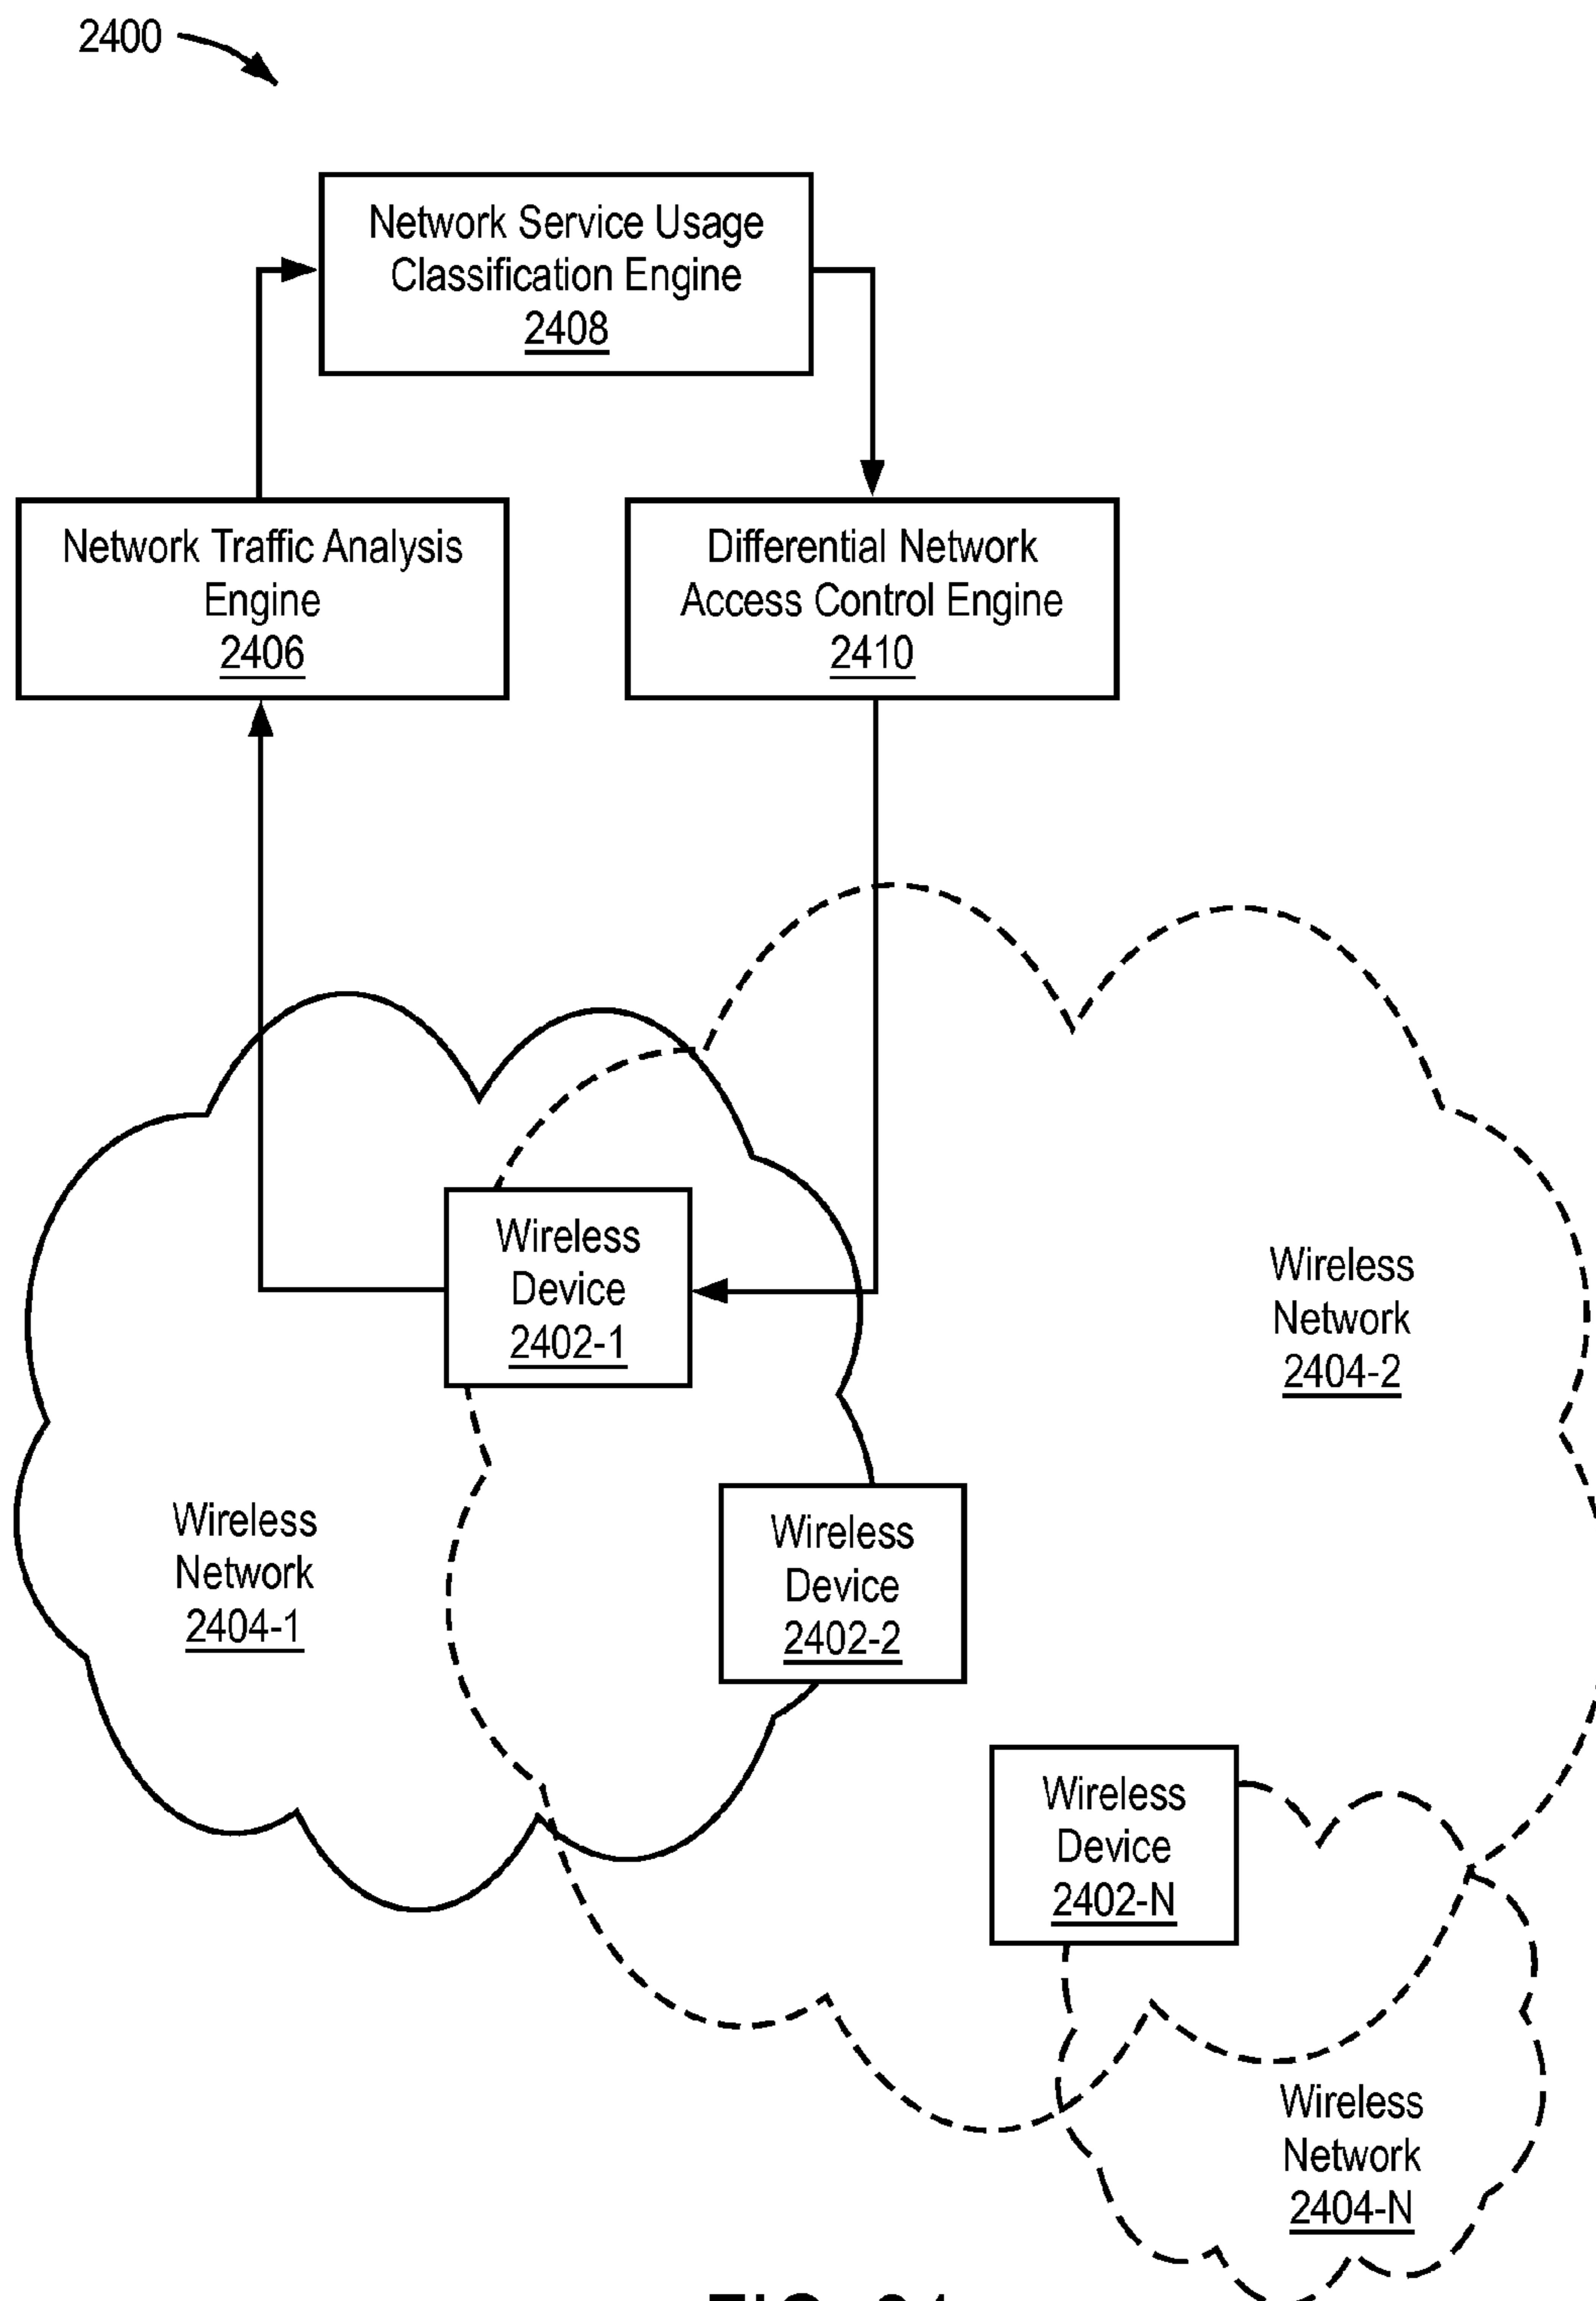 2400
Network Service Usage
Classification Engine
2408
Network Traffic Analysis
Engine
2406
Differential Network
Access Control Engine
2410
Wireless
Device
2402-1
Wireless
Network
2404-2
Wireless
Network
2404-1
Wireless
Device
2402-2
Wireless
Device
2402-N
Wireless
Network
2404-N